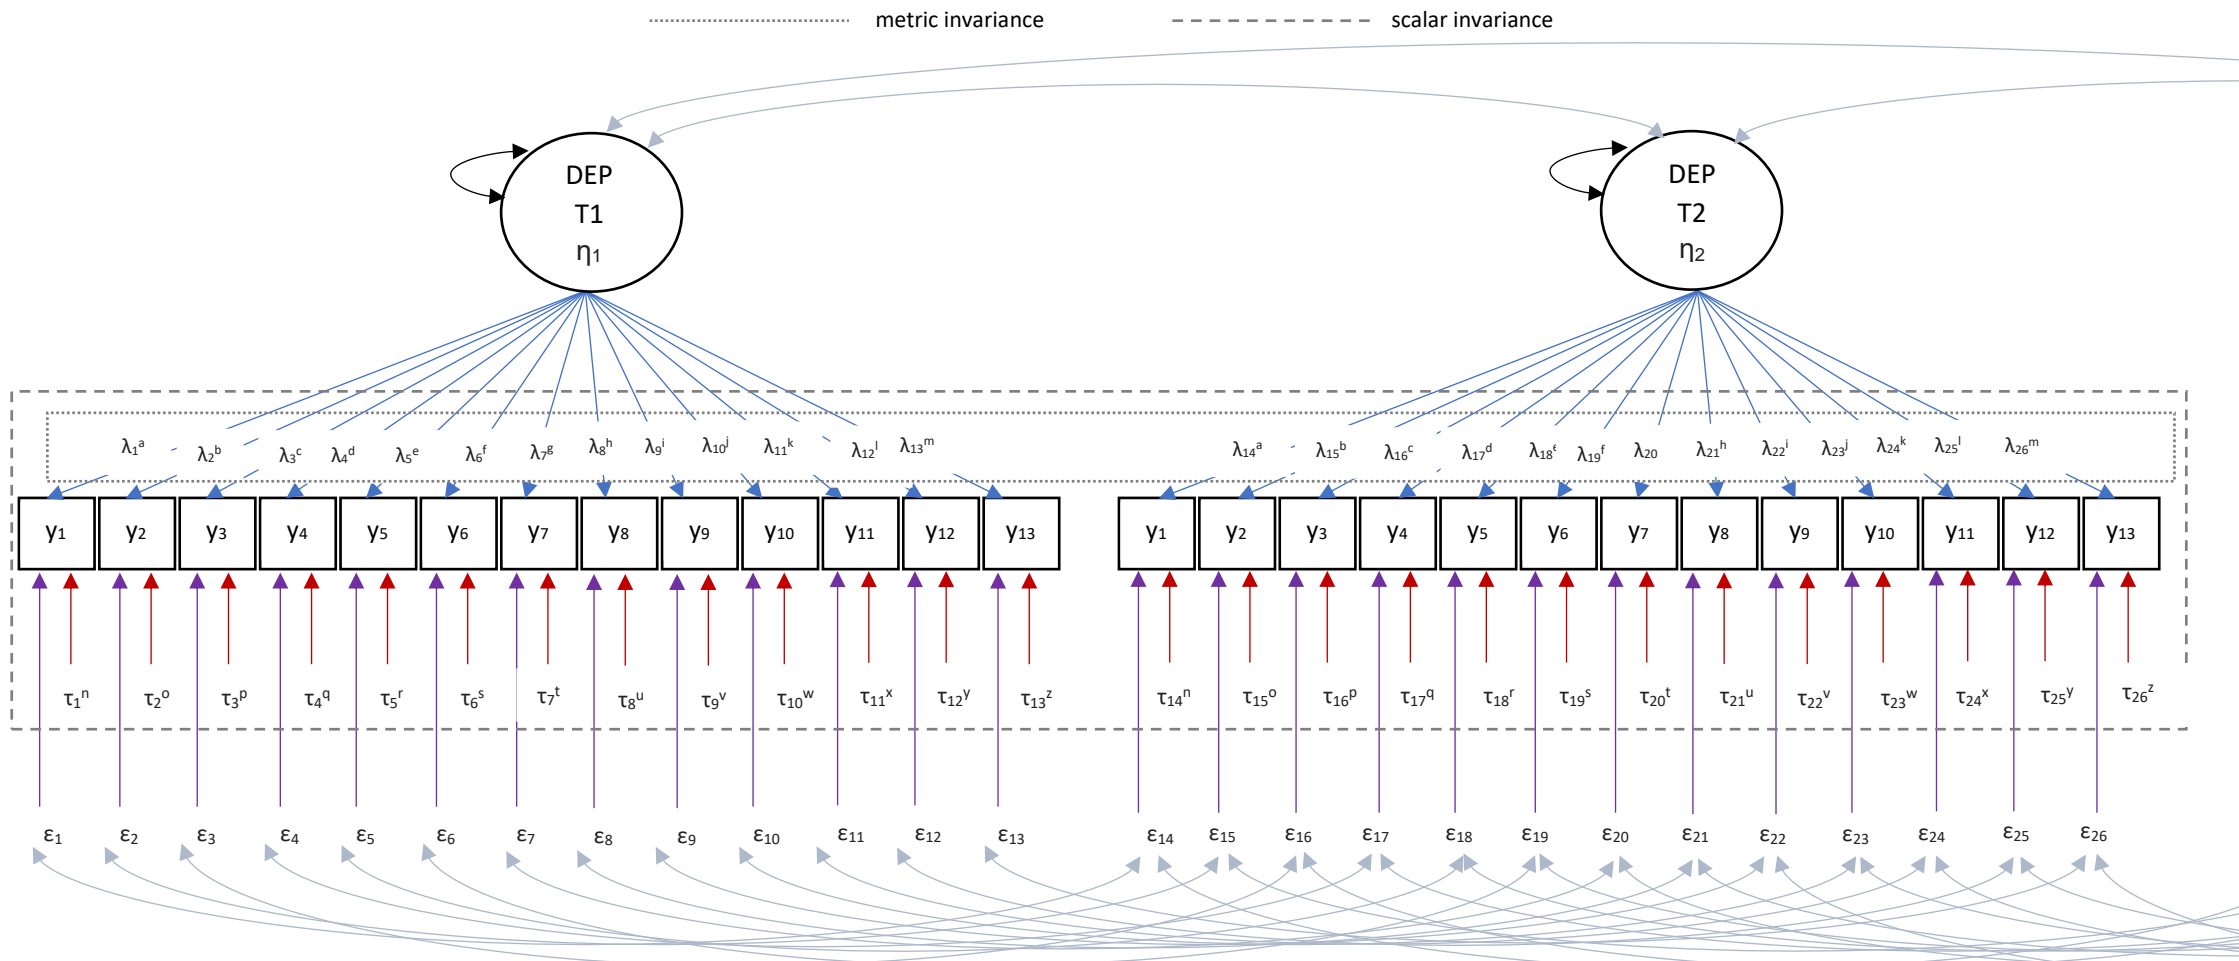 metric invariance scalar invariance
DEP DEP
T1 T2
η₁ η₂
λ₁ᵃ λ₂ᵇ λ₃ᶜ λ₄ᵈ λ₅ᵉ λ₆ᶠ λ₇ᵍ λ₈ʰ λ₉ⁱ λ₁₀ʲ λ₁₁ᵏ λ₁₂ˡ λ₁₃ᵐ λ₁₄ᵃ λ₁₅ᵇ λ₁₆ᶜ λ₁₇ᵈ λ₁₈ᵉ λ₁₉ᶠ λ₂₀ λ₂₁ʰ λ₂₂ⁱ λ₂₃ʲ λ₂₄ᵏ λ₂₅ˡ λ₂₆ᵐ
y₁ y₂ y₃ y₄ y₅ y₆ y₇ y₈ y₉ y₁₀ y₁₁ y₁₂ y₁₃ y₁ y₂ y₃ y₄ y₅ y₆ y₇ y₈ y₉ y₁₀ y₁₁ y₁₂ y₁₃
τ₁ⁿ τ₂ᵒ τ₃ᵖ τ₄q τ₅ʳ τ₆ˢ τ₇ᵗ τ₈ᵘ τ₉ᵛ τ₁₀ʷ τ₁₁ˣ τ₁₂ʸ τ₁₃ᶻ τ₁₄ⁿ τ₁₅ᵒ τ₁₆ᵖ τ₁₇q τ₁₈ʳ τ₁₉ˢ τ₂₀ᵗ τ₂₁ᵘ τ₂₂ᵛ τ₂₃ʷ τ₂₄ˣ τ₂₅ʸ τ₂₆ᶻ
ε₁ ε₂ ε₃ ε₄ ε₅ ε₆ ε₇ ε₈ ε₉ ε₁₀ ε₁₁ ε₁₂ ε₁₃ ε₁₄ ε₁₅ ε₁₆ ε₁₇ ε₁₈ ε₁₉ ε₂₀ ε₂₁ ε₂₂ ε₂₃ ε₂₄ ε₂₅ ε₂₆